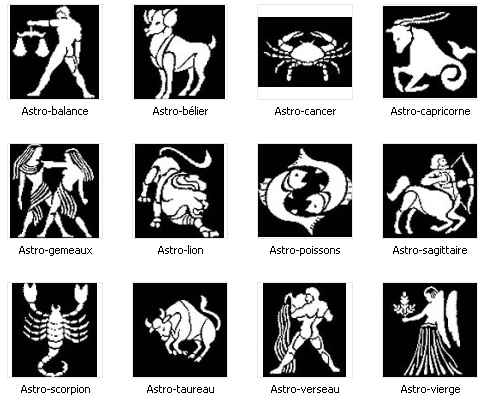 Astro-balance
Astro-bélier
Astro-cancer
Astro-capricorne
Astro-gemeaux
Astro-lion
Astro-poissons
Astro-sagittaire
Astro-scorpion
Astro-taureau
Astro-verseau
Astro-vierge